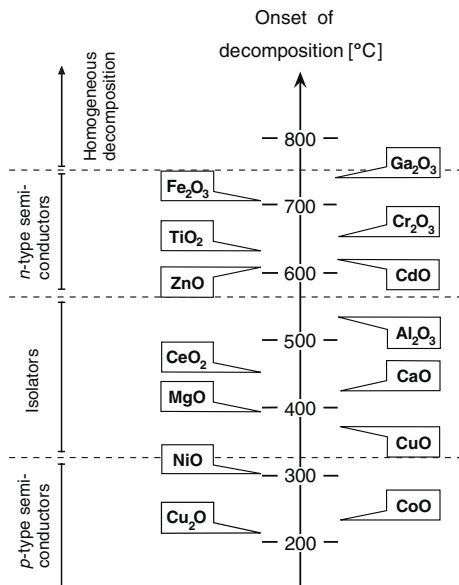 Onset of
decomposition [°C]
Homogeneous
decomposition
800
Ga₂O₃
Fe₂O₃
700
n-type semi-
conductors
Cr₂O₃
TiO₂
600
CdO
ZnO
Al₂O₃
500
Isolators
CeO₂
CaO
MgO
400
CuO
NiO
300
p-type semi-
conductors
Cu₂O
CoO
200